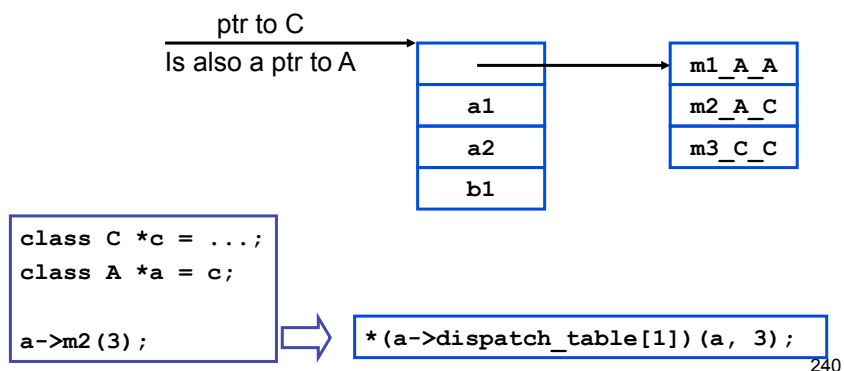 ptr to C
Is also a ptr to A
m1_A_A
a1
m2_A_C
a2
m3_C_C
b1
class C *c = ...;
class A *a = c;
a->m2(3);
*(a->dispatch_table[1])(a, 3);
240